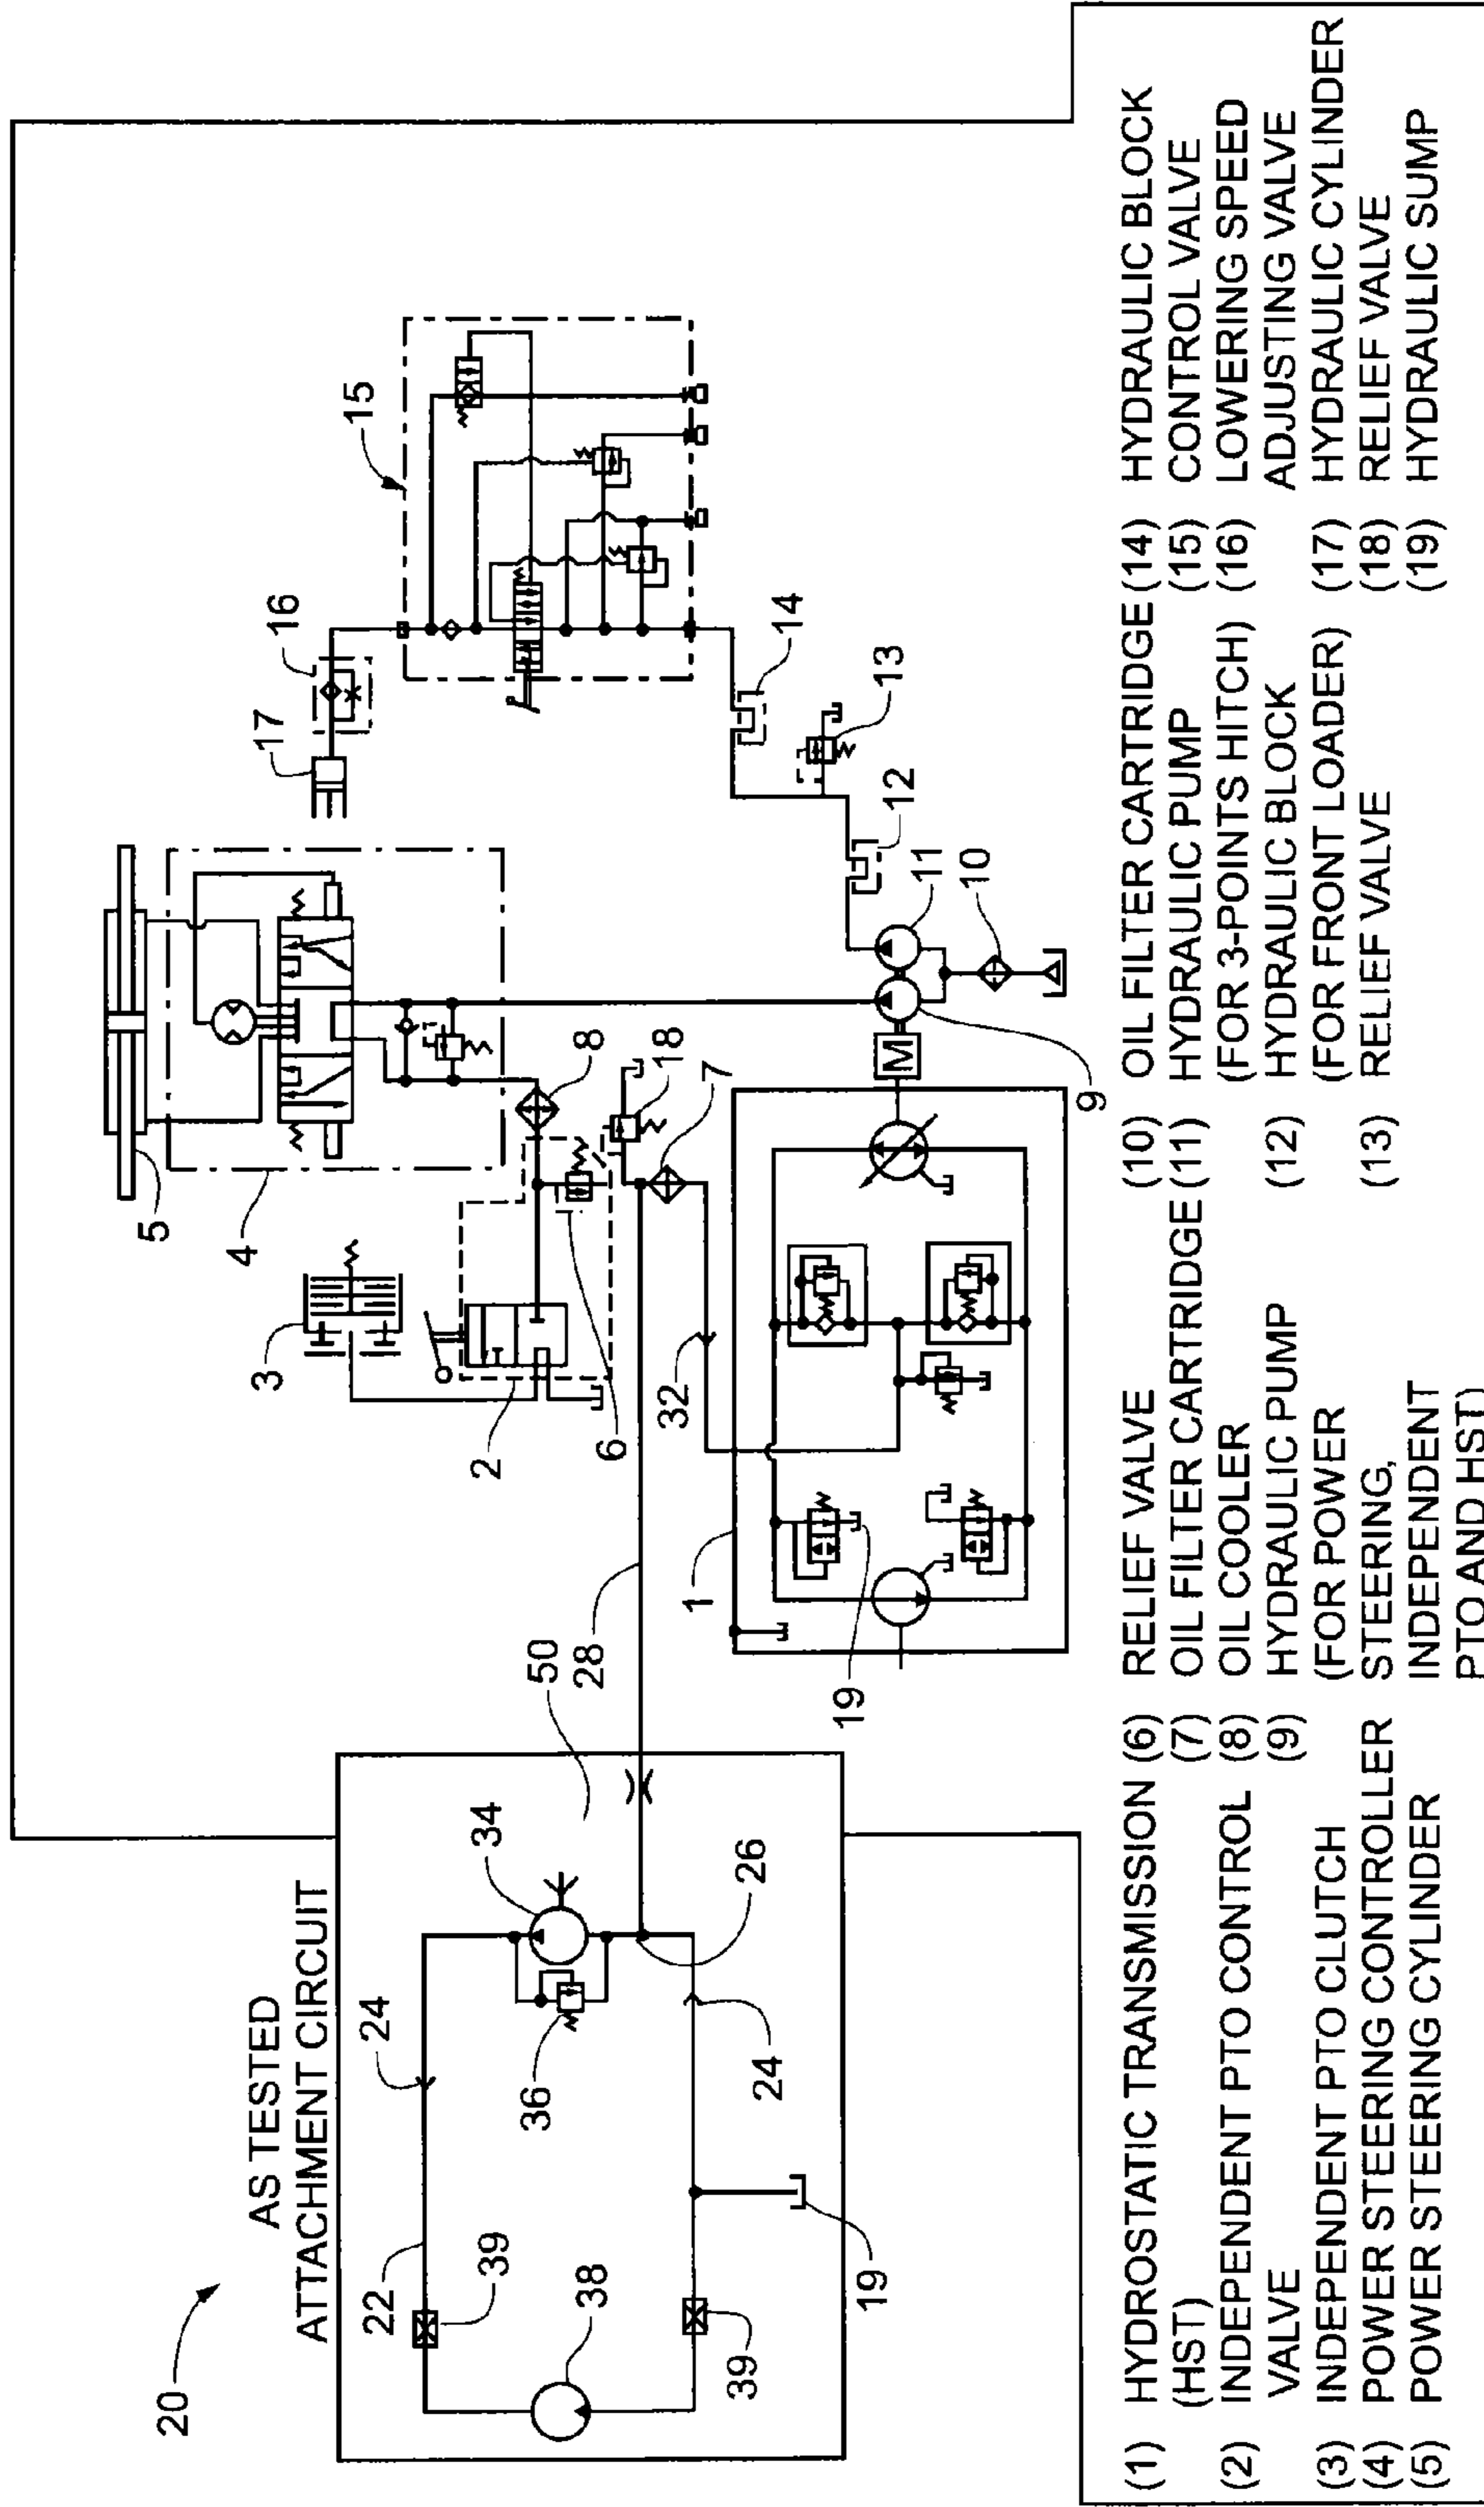 20
AS TESTED
ATTACHMENT CIRCUIT
22
39
24
38
39
19
36
34
24
26
50
28
1
19
2
3
6
32
4
5
7
18
8
9
10
11
12
13
14
15
16
17
M
(1) HYDROSTATIC TRANSMISSION
(HST)
(2) INDEPENDENT PTO CONTROL
VALVE
(3) INDEPENDENT PTO CLUTCH
(4) POWER STEERING CONTROLLER
(5) POWER STEERING CYLINDER
(6) RELIEF VALVE
(7) OIL FILTER CARTRIDGE
(8) OIL COOLER
(9) HYDRAULIC PUMP
(FOR POWER
STEERING,
INDEPENDENT
PTO AND HST)
(10) OIL FILTER CARTRIDGE
(11) HYDRAULIC PUMP
(FOR 3-POINTS HITCH)
(12) HYDRAULIC BLOCK
(FOR FRONT LOADER)
(13) RELIEF VALVE
(14) HYDRAULIC BLOCK
(15) CONTROL VALVE
(16) LOWERING SPEED
ADJUSTING VALVE
(17) HYDRAULIC CYLINDER
(18) RELIEF VALVE
(19) HYDRAULIC SUMP